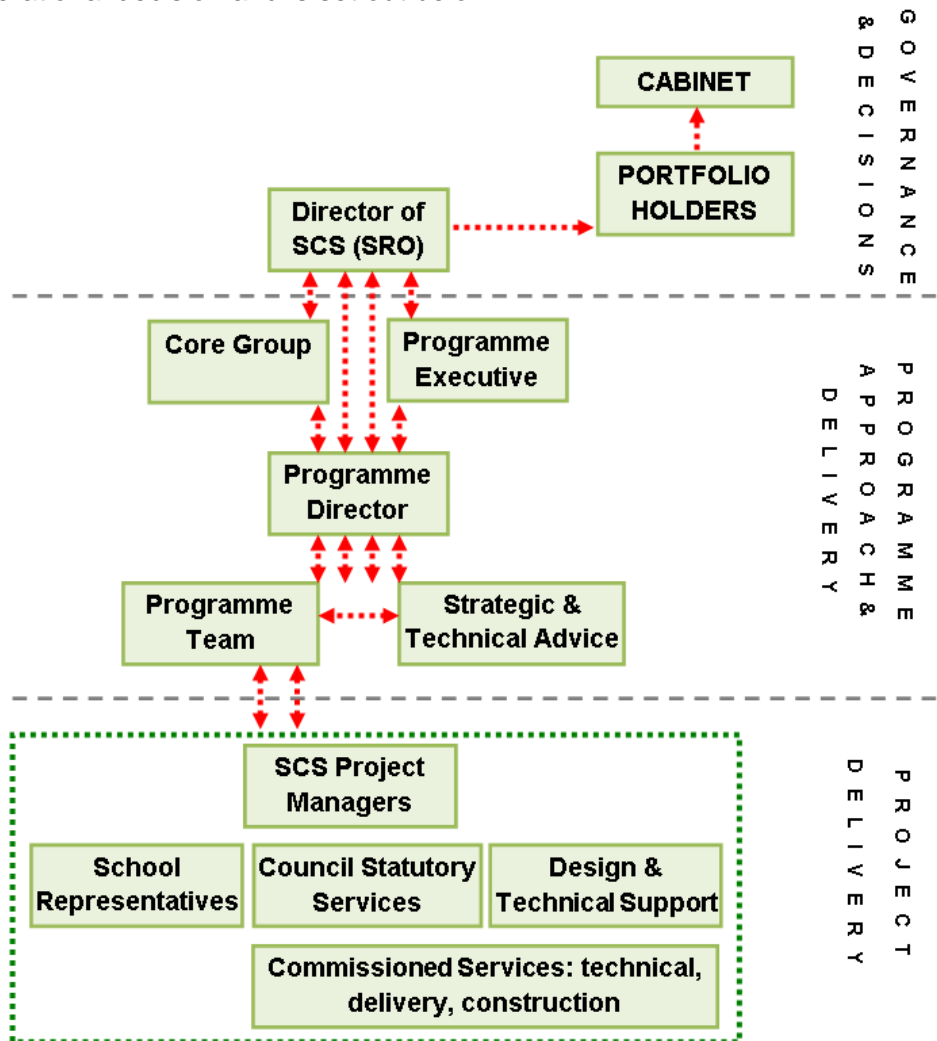 GOVERNANCE
& DECISIONS
CABINET
PORTFOLIO
HOLDERS
Director of
SCS (SRO)
PROGRAMME
APPROACH &
DELIVERY
Core Group
Programme
Executive
Programme
Director
Programme
Team
Strategic &
Technical Advice
PROJECT
DELIVERY
SCS Project
Managers
School
Representatives
Council Statutory
Services
Design &
Technical Support
Commissioned Services: technical,
delivery, construction